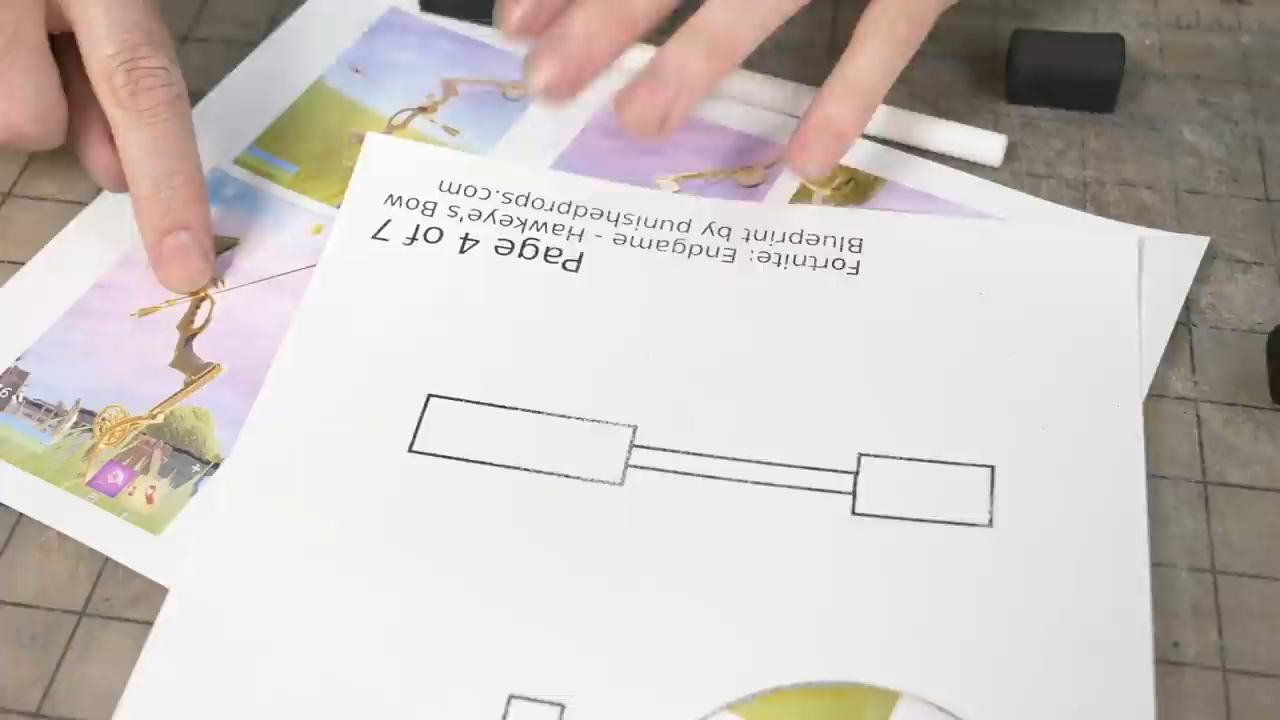 Page 4 of 7
Fortnite: Endgame - Hawkeye's Bow
Blueprint by punishedprops.com